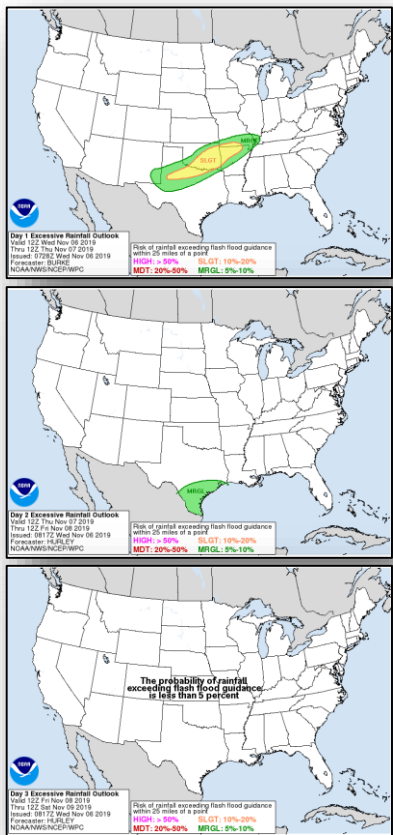 MRGL
SLGT
NOAA
Day 1 Excessive Rainfall Outlook
Valid 12Z Wed Nov 06 2019
Thru 12Z Thu Nov 07 2019
Issued: 0728Z Wed Nov 06 2019
Forecaster: BURKE
NOAA/NWS/NCEP/WPC
Risk of rainfall exceeding flash flood guidance
within 25 miles of a point
HIGH: > 50% SLGT: 10%-20%
MDT: 20%-50% MRGL: 5%-10%
MRGL
NOAA
Day 2 Excessive Rainfall Outlook
Valid 12Z Thu Nov 07 2019
Thru 12Z Fri Nov 08 2019
Issued: 0817Z Wed Nov 06 2019
Forecaster: HURLEY
NOAA/NWS/NCEP/WPC
Risk of rainfall exceeding flash flood guidance
within 25 miles of a point
HIGH: > 50% SLGT: 10%-20%
MDT: 20%-50% MRGL: 5%-10%
The probability of rainfall
exceeding flash flood guidance
is less than 5 percent
NOAA
Day 3 Excessive Rainfall Outlook
Valid 12Z Fri Nov 08 2019
Thru 12Z Sat Nov 09 2019
Issued: 0817Z Wed Nov 06 2019
Forecaster: HURLEY
NOAA/NWS/NCEP/WPC
Risk of rainfall exceeding flash flood guidance
within 25 miles of a point
HIGH: > 50% SLGT: 10%-20%
MDT: 20%-50% MRGL: 5%-10%